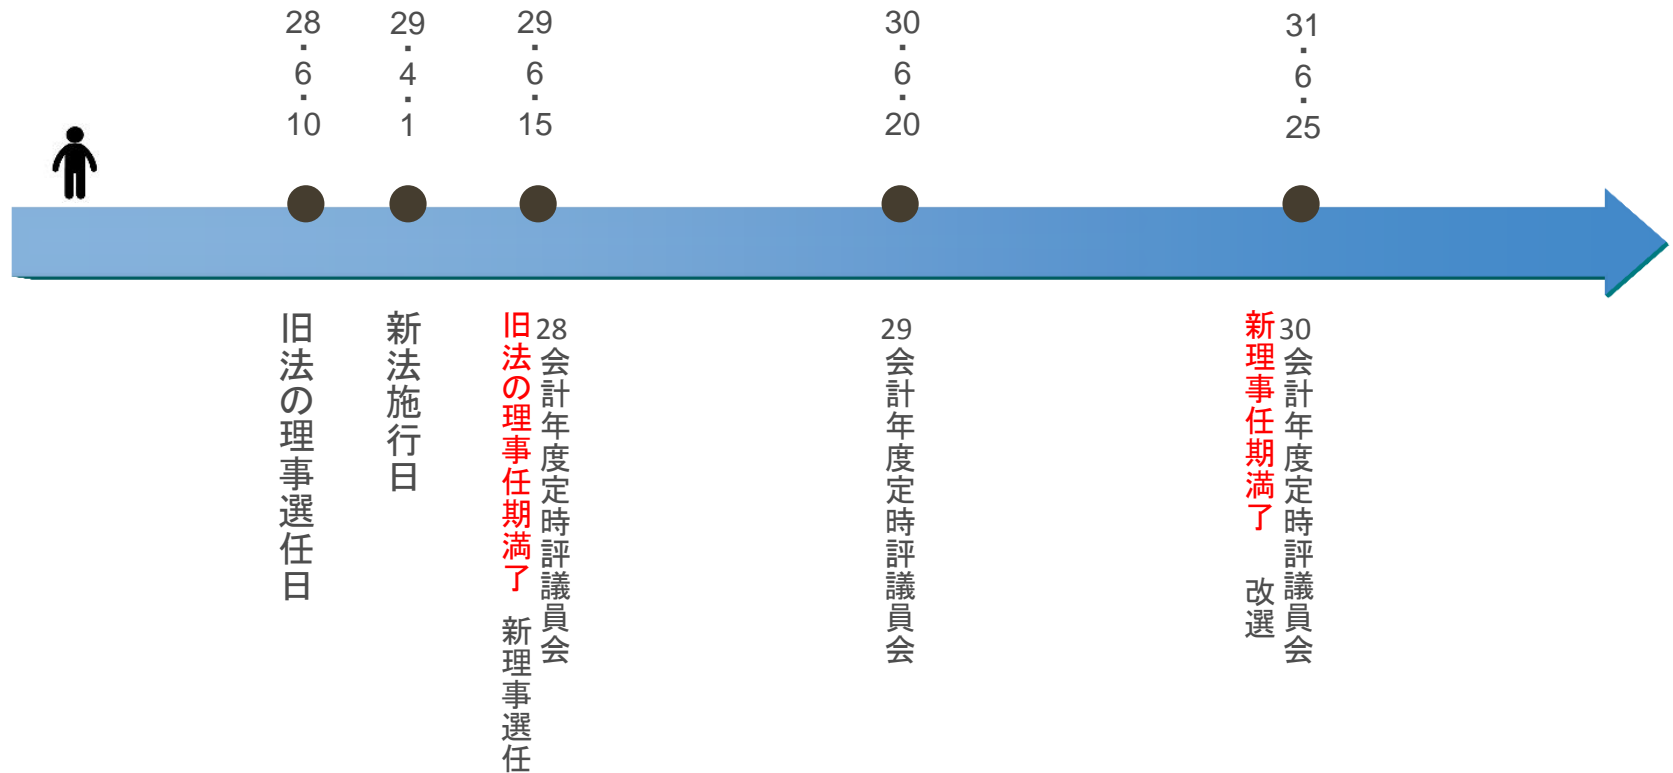 28・6・10
29・4・1
29・6・15
30・6・20
31・6・25
旧法の理事選任日
新法施行日
28会計年度定時評議員会
旧法の理事任期満了 新理事選任
29会計年度定時評議員会
30会計年度定時評議員会
新理事任期満了 改選